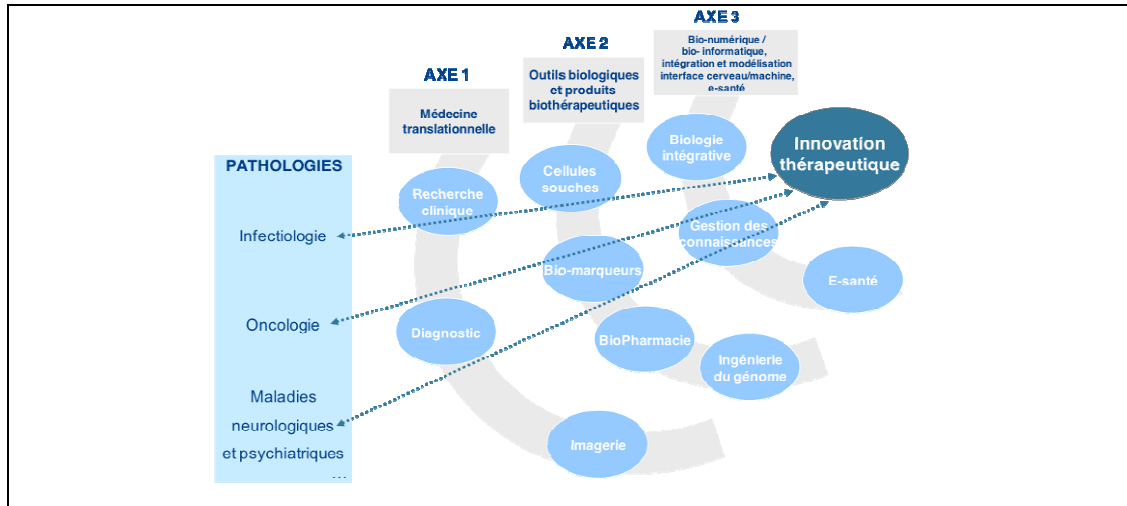 AXE 3
Bio-numérique /
bio- informatique,
intégration et modélisation
interface cerveau/machine,
e-santé
AXE 2
Outils biologiques
et produits
biothérapeutiques
AXE 1
Médecine
translationnelle
PATHOLOGIES
Infectiologie
Oncologie
Maladies
neurologiques
et psychiatriques
...
Recherche
clinique
Diagnostic
Imagerie
Cellules
souches
Bio-marqueurs
BioPharmacie
Ingénierie
du génome
Biologie
intégrative
Gestion des
connaissances
E-santé
Innovation
thérapeutique